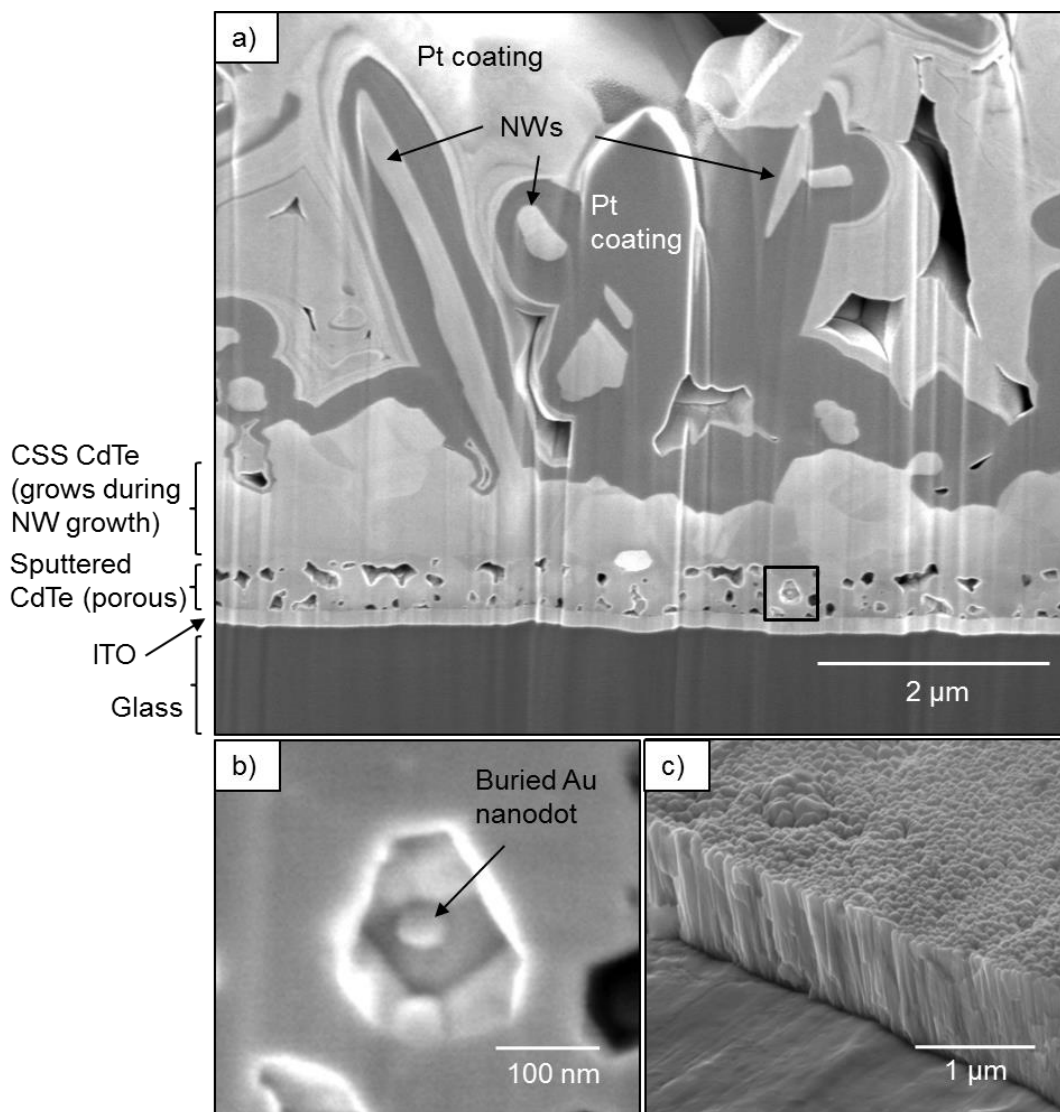 a)
Pt coating
NWs
Pt
coating
CSS CdTe
(grows during
NW growth)
Sputtered
CdTe (porous)
ITO
Glass
2 µm
b)
Buried Au
nanodot
100 nm
c)
1 µm